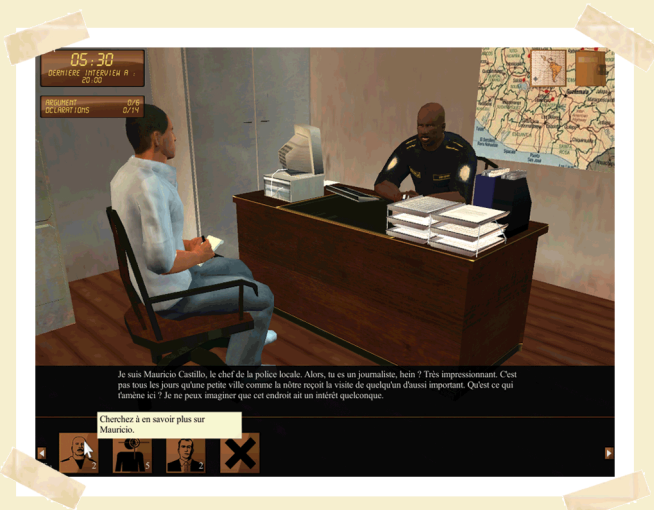 05:30
DERNIERE INTERVIEW A :
20:00
ARGUMENT 0/6
DCLARATIONS 0/14
Guatemala
Je suis Mauricio Castillo, le chef de la police locale. Alors, tu es un journaliste, hein ? Très impressionnant. C'est
pas tous les jours qu'une petite ville comme la nôtre reçoit la visite de quelqu'un d'aussi important. Qu'est ce qui
t'amène ici ? Je ne peux imaginer que cet endroit ait un intérêt quelconque.
Cherchez à en savoir plus sur
Mauricio.
2 5 2